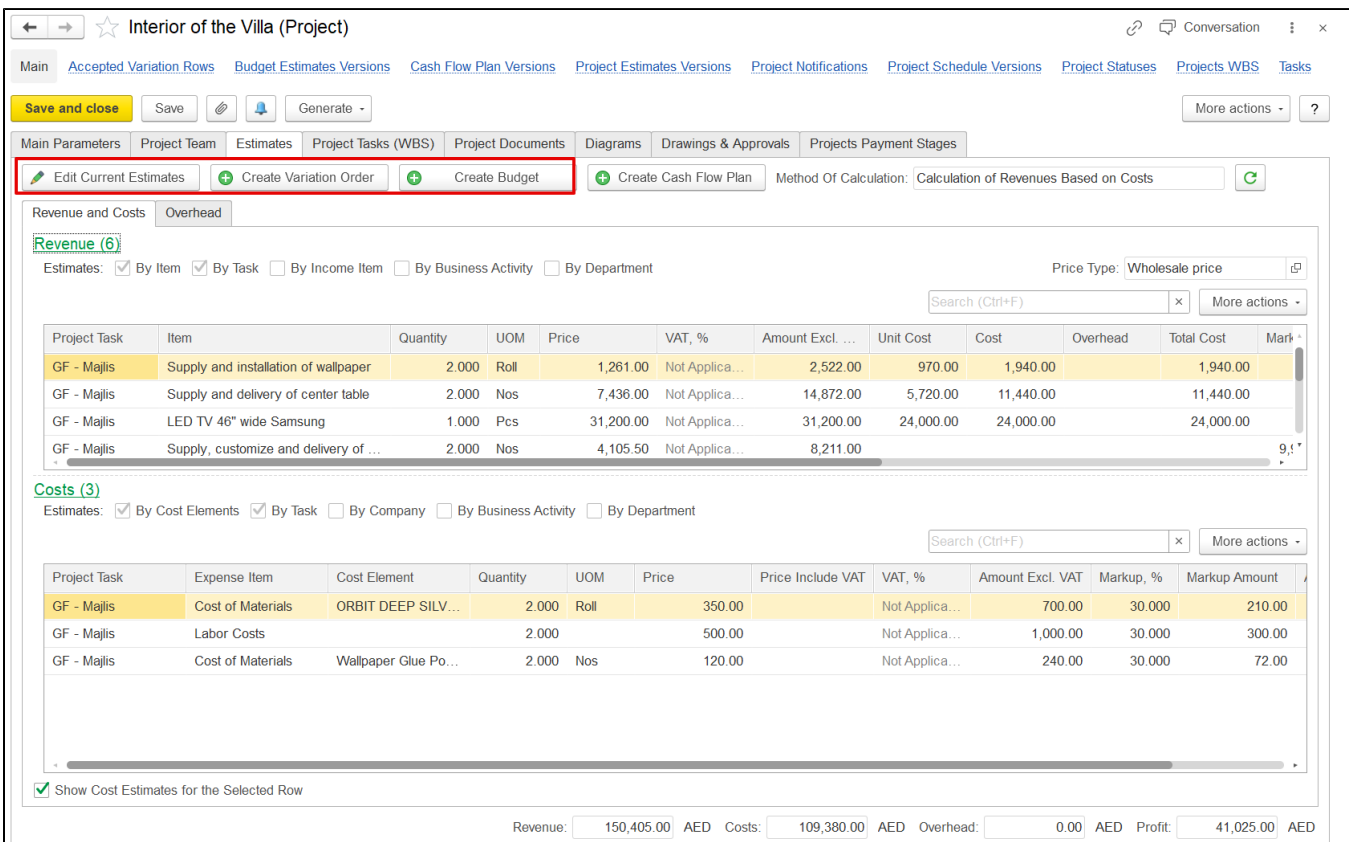 Interior of the Villa (Project) Conversation
Main Accepted Variation Rows Budget Estimates Versions Cash Flow Plan Versions Project Estimates Versions Project Notifications Project Schedule Versions Project Statuses Projects WBS Tasks
Save and close Save Generate More actions ?
Main Parameters Project Team Estimates Project Tasks (WBS) Project Documents Diagrams Drawings & Approvals Projects Payment Stages
Edit Current Estimates Create Variation Order Create Budget Create Cash Flow Plan Method Of Calculation: Calculation of Revenues Based on Costs
Revenue and Costs Overhead
Revenue (6)
Estimates: By Item By Task By Income Item By Business Activity By Department Price Type: Wholesale price
Search (Ctrl+F) × More actions
Project Task Item Quantity UOM Price VAT, % Amount Excl. ... Unit Cost Cost Overhead Total Cost Mark
GF - Majlis Supply and installation of wallpaper 2.000 Roll 1,261.00 Not Applica... 2,522.00 970.00 1,940.00 1,940.00
GF - Majlis Supply and delivery of center table 2.000 Nos 7,436.00 Not Applica... 14,872.00 5,720.00 11,440.00 11,440.00
GF - Majlis LED TV 46" wide Samsung 1.000 Pcs 31,200.00 Not Applica... 31,200.00 24,000.00 24,000.00 24,000.00
GF - Majlis Supply, customize and delivery of ... 2.000 Nos 4,105.50 Not Applica... 8,211.00
Costs (3)
Estimates: By Cost Elements By Task By Company By Business Activity By Department
Search (Ctrl+F) × More actions
Project Task Expense Item Cost Element Quantity UOM Price Price Include VAT VAT, % Amount Excl. VAT Markup, % Markup Amount
GF - Majlis Cost of Materials ORBIT DEEP SILV... 2.000 Roll 350.00 Not Applica... 700.00 30.000 210.00
GF - Majlis Labor Costs 2.000 500.00 Not Applica... 1,000.00 30.000 300.00
GF - Majlis Cost of Materials Wallpaper Glue Po... 2.000 Nos 120.00 Not Applica... 240.00 30.000 72.00
Show Cost Estimates for the Selected Row
Revenue: 150,405.00 AED Costs: 109,380.00 AED Overhead: 0.00 AED Profit: 41,025.00 AED